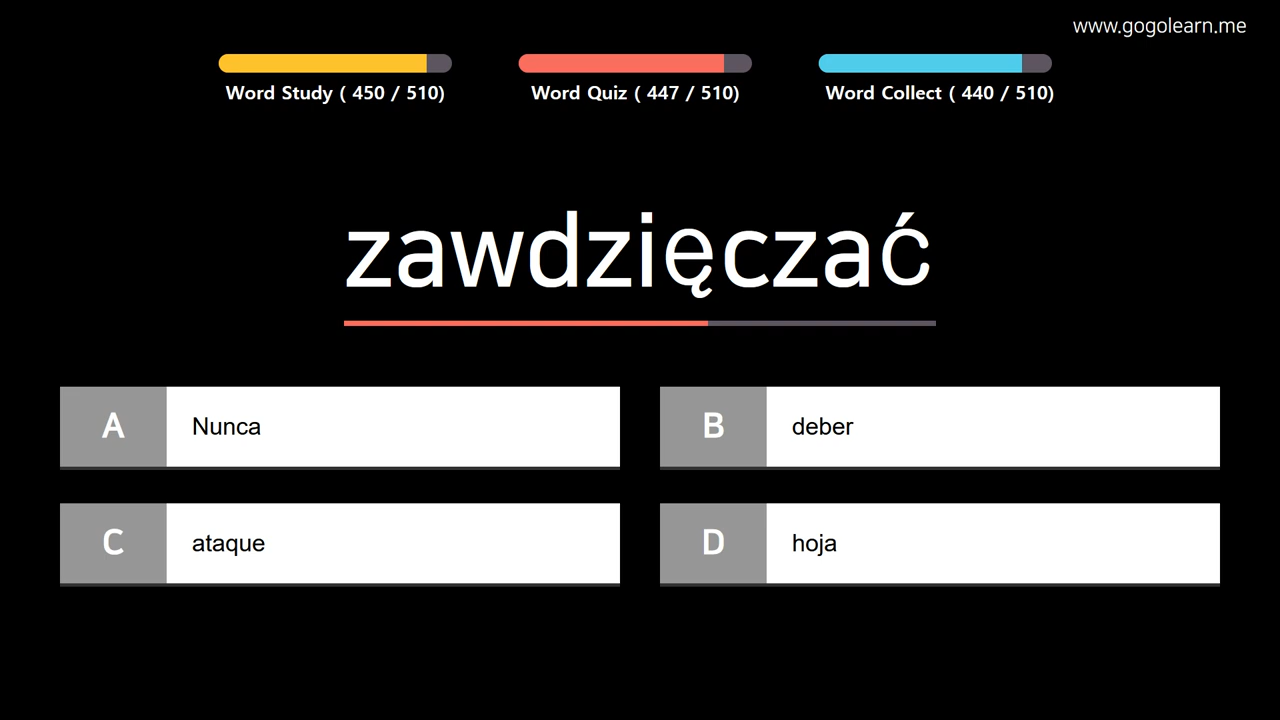 www.gogolearn.me
Word Study ( 450 / 510)
Word Quiz ( 447 / 510)
Word Collect ( 440 / 510)
zawdzięczać
A Nunca
B deber
C ataque
D hoja